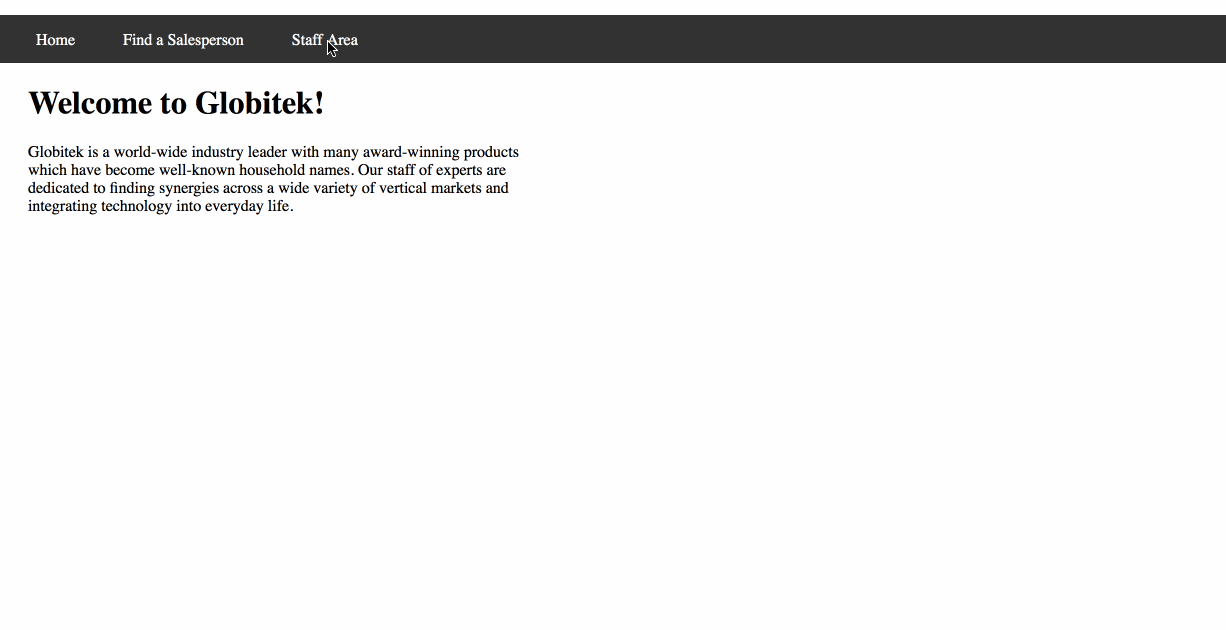 Home Find a Salesperson Staff Area
Welcome to Globitek!
Globitek is a world-wide industry leader with many award-winning products
which have become well-known household names. Our staff of experts are
dedicated to finding synergies across a wide variety of vertical markets and
integrating technology into everyday life.